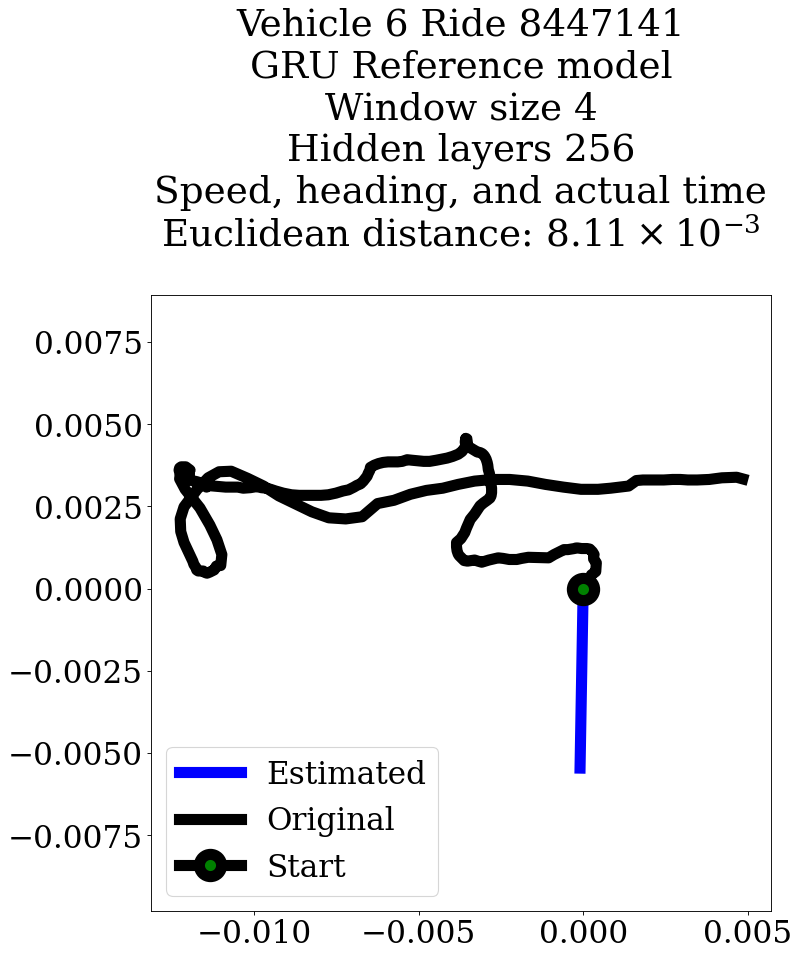 Vehicle 6 Ride 8447141
GRU Reference model
Window size 4
Hidden layers 256
Speed, heading, and actual time
Euclidean distance: 8.11 × 10⁻³
0.0075
0.0050
0.0025
0.0000
−0.0025
−0.0050
−0.0075
Estimated
Original
Start
−0.010 −0.005 0.000 0.005